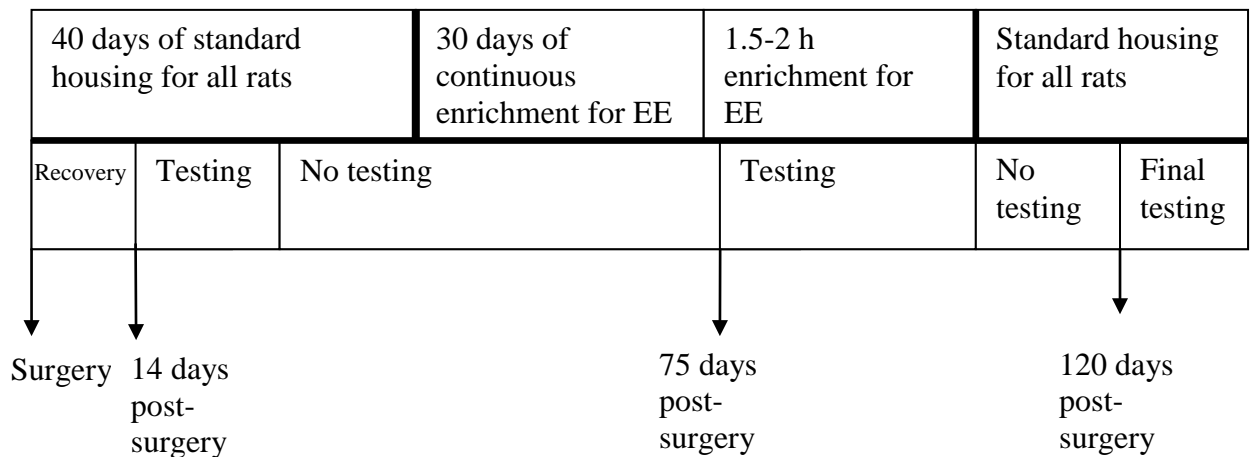 40 days of standard
housing for all rats
30 days of
continuous
enrichment for EE
1.5-2 h
enrichment for
EE
Standard housing
for all rats
Recovery
Testing
No testing
Testing
No
testing
Final
testing
Surgery
14 days
post-
surgery
75 days
post-
surgery
120 days
post-
surgery